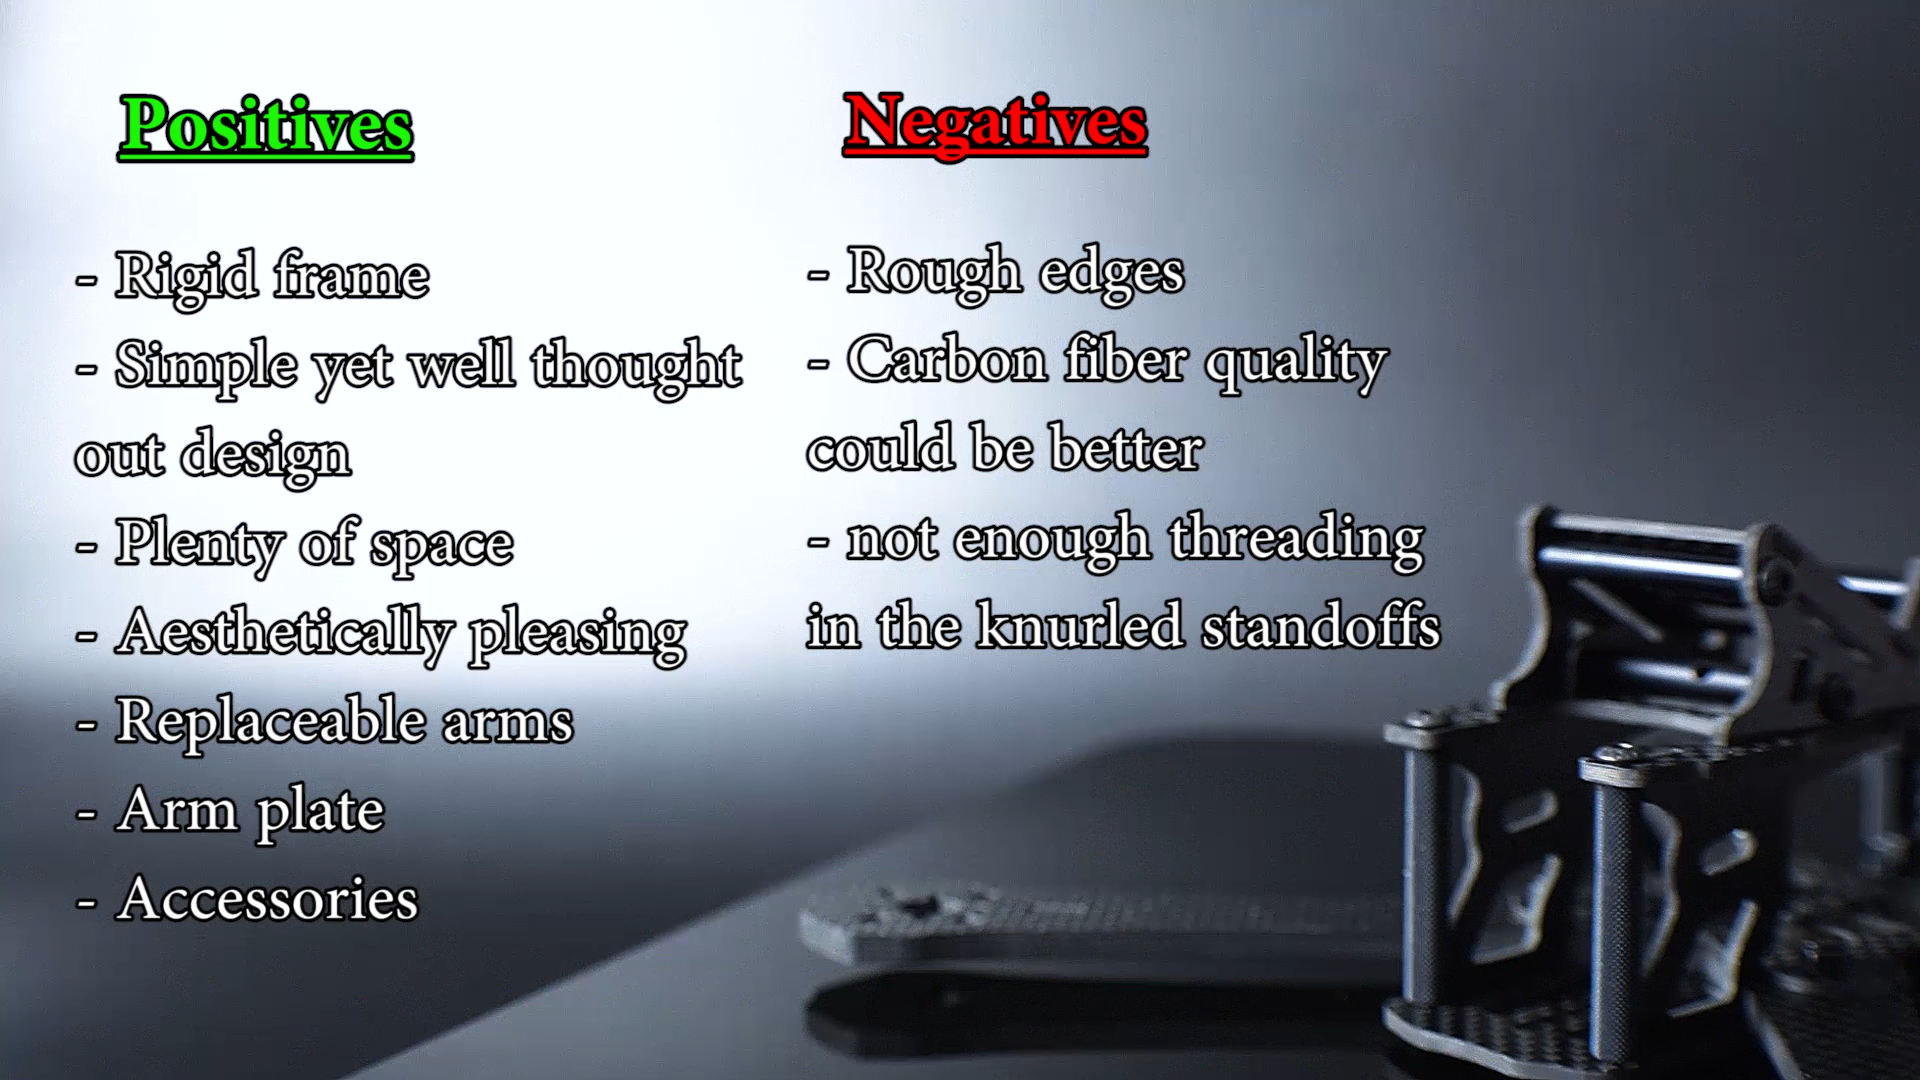 Positives
- Rigid frame
- Simple yet well thought
out design
- Plenty of space
- Aesthetically pleasing
- Replaceable arms
- Arm plate
- Accessories
Negatives
- Rough edges
- Carbon fiber quality
could be better
- not enough threading
in the knurled standoffs